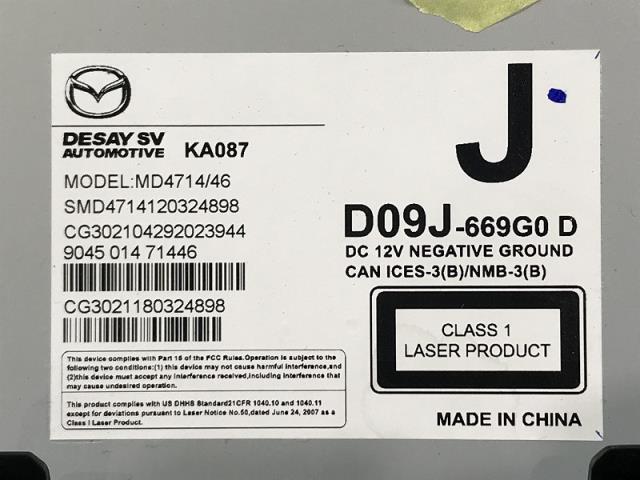 DESAY SV
AUTOMOTIVE KA087
MODEL:MD4714/46
SMD4714120324898
CG302104292023944
9045 01471446
CG3021180324898
This device complies with Part 15 of the FCC Rules.Operation is subject to the
following two conditions:(1) this device may not cause harmful interference,and
(2)this device must accept any interference received,including interference that
may cause undesired operation.
This product complies with US DHHS Standard21CFR 1040.10 and 1040.11
except for deviations pursuant to Laser Notice No.50,dated June 24, 2007 as a
Class I Laser Product.
J
D09J-669G0 D
DC 12V NEGATIVE GROUND
CAN ICES-3(B)/NMB-3(B)
CLASS 1
LASER PRODUCT
MADE IN CHINA